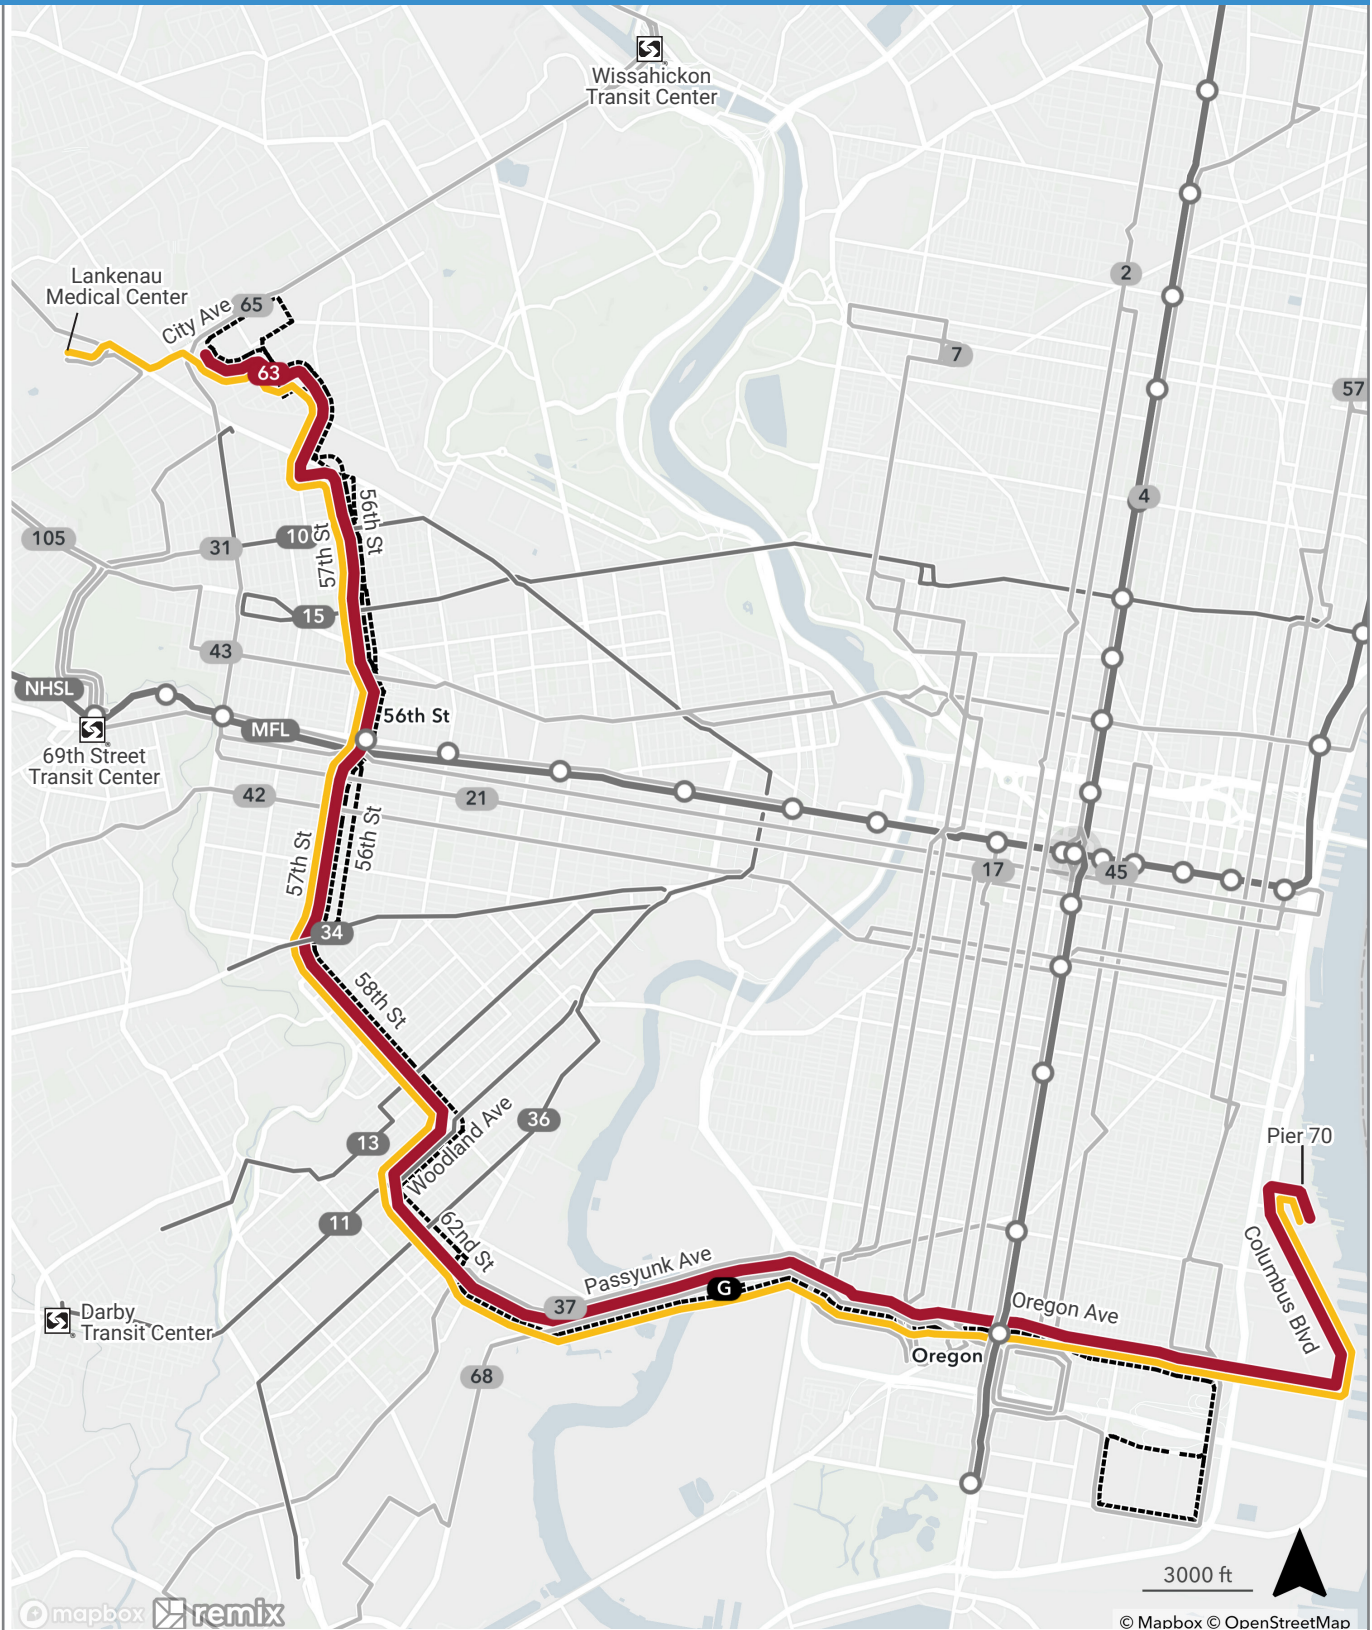 Wissahickon
Transit Center
Lankenau
Medical Center
City Ave
65
63
2
7
57
4
56th St
57th St
105
31
10
15
43
NHSL
MFL
56th St
69th Street
Transit Center
42
21
56th St
57th St
17
45
34
58th St
Woodland Ave
36
13
11
62nd St
Pier 70
Columbus Blvd
Passyunk Ave
G
37
Oregon Ave
Oregon
Darby
Transit Center
68
3000 ft
mapbox
remix
© Mapbox © OpenStreetMap